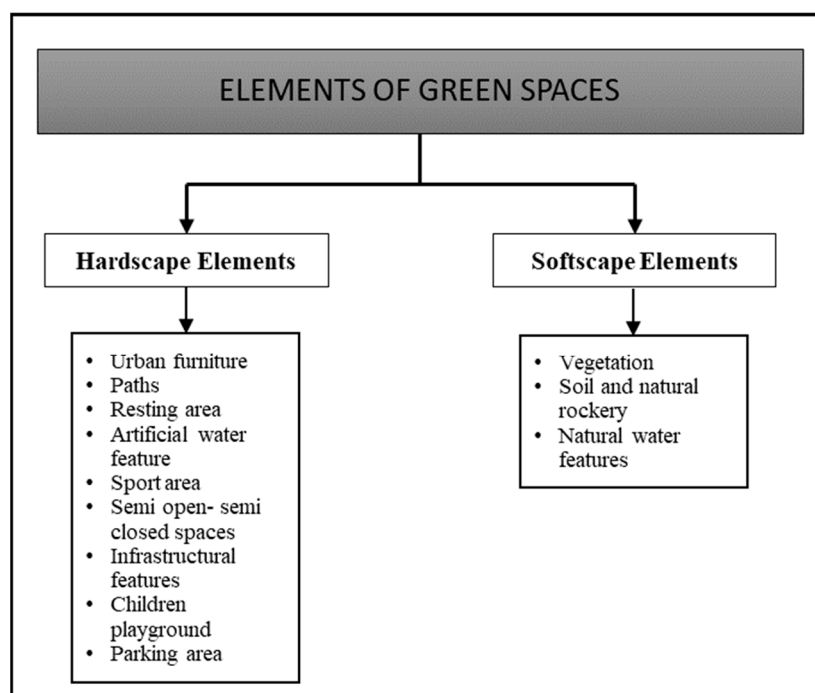 ELEMENTS OF GREEN SPACES
Hardscape Elements
• Urban furniture
• Paths
• Resting area
• Artificial water
feature
• Sport area
• Semi open- semi
closed spaces
• Infrastructural
features
• Children
playground
• Parking area
Softscape Elements
• Vegetation
• Soil and natural
rockery
• Natural water
features